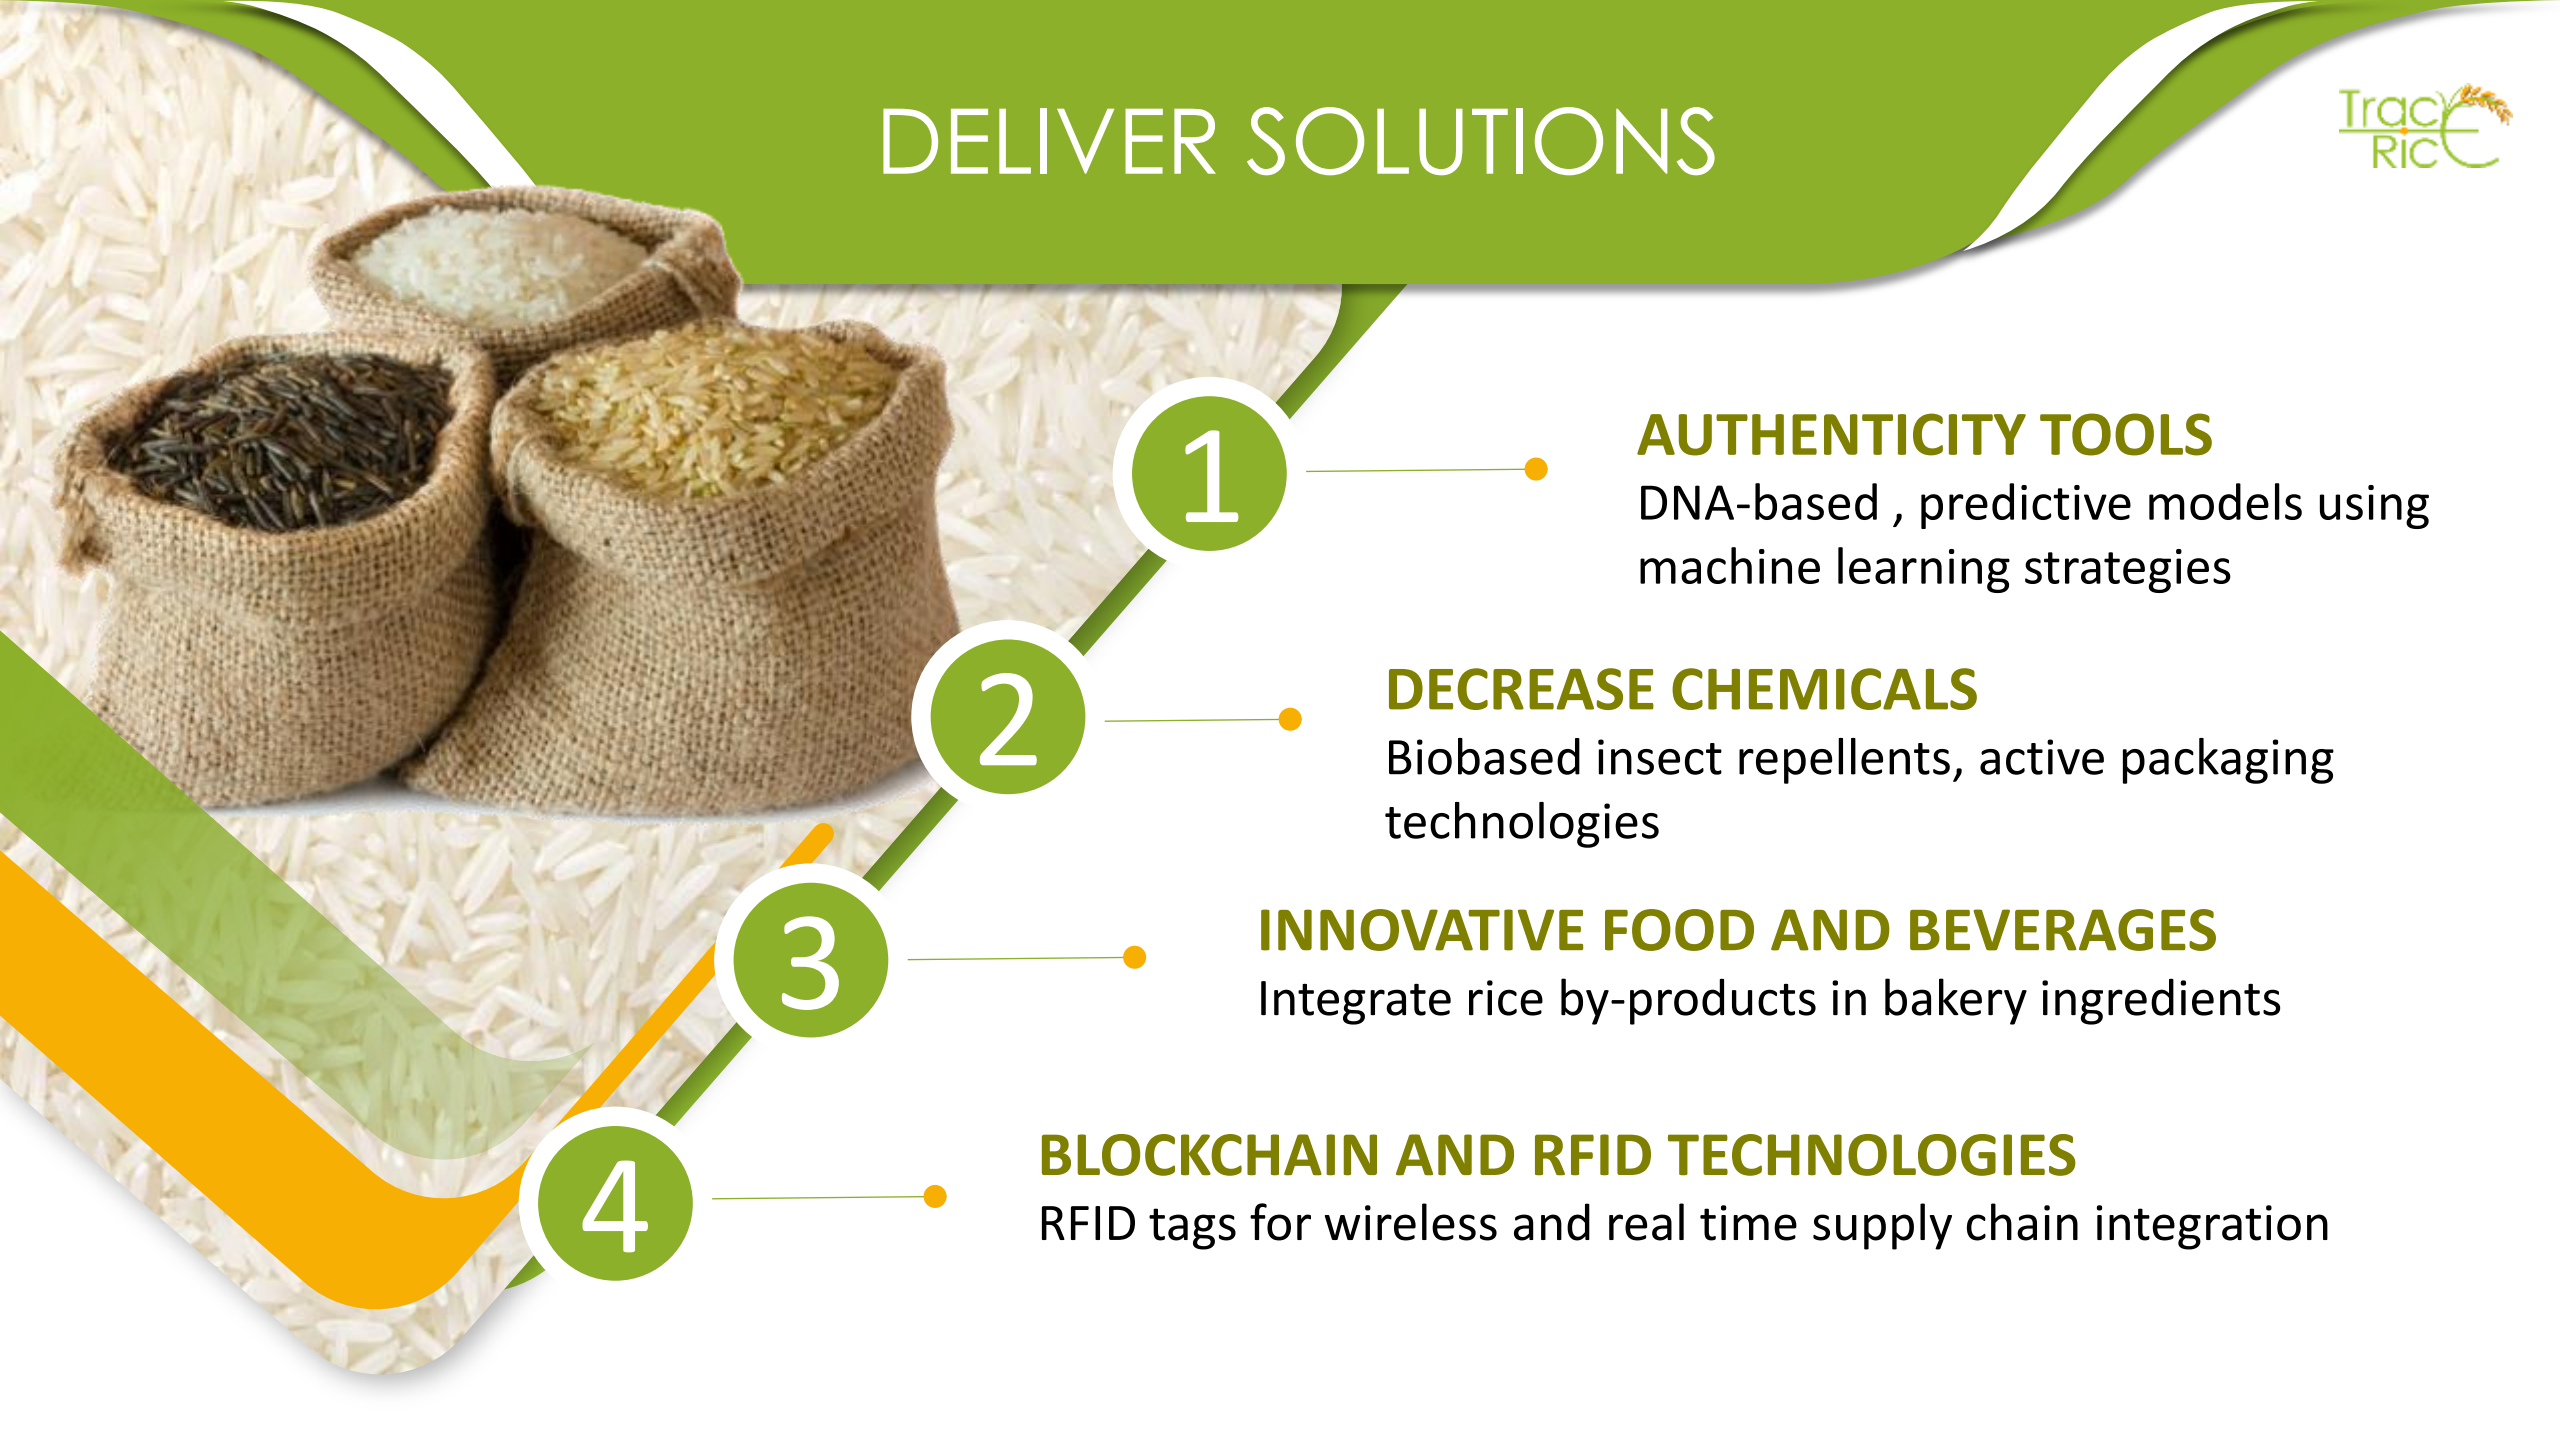 DELIVER SOLUTIONS
Trac
Ric
1
AUTHENTICITY TOOLS
DNA-based , predictive models using
machine learning strategies
2
DECREASE CHEMICALS
Biobased insect repellents, active packaging
technologies
3
INNOVATIVE FOOD AND BEVERAGES
Integrate rice by-products in bakery ingredients
4
BLOCKCHAIN AND RFID TECHNOLOGIES
RFID tags for wireless and real time supply chain integration